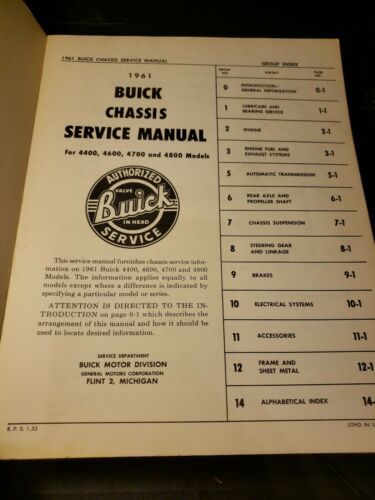 1961 BUICK CHASSIS SERVICE MANUAL
1961
BUICK
CHASSIS
SERVICE MANUAL
For 4400, 4600, 4700 and 4800 Models
AUTHORIZED
VALVE
Buick
IN HEAD
SERVICE
This service manual furnishes chassis service infor-
mation on 1961 Buick 4400, 4600, 4700 and 4800
Models. The information applies equally to all
models except where a difference is indicated by
specifying a particular model or series.
ATTENTION IS DIRECTED TO THE IN-
TRODUCTION on page 0-1 which describes the
arrangement of this manual and how it should be
used to locate desired information.
SERVICE DEPARTMENT
BUICK MOTOR DIVISION
GENERAL MOTORS CORPORATION
FLINT 2, MICHIGAN
B. P. S. 1.53
GROUP INDEX
GROUP NO. SUBJECT PAGE NO.
0 INTRODUCTION— GENERAL INFORMATION 0-1
1 LUBRICARE AND BEARING SERVICE 1-1
2 ENGINE 2-1
3 ENGINE FUEL AND EXHAUST SYSTEMS 3-1
5 AUTOMATIC TRANSMISSION 5-1
6 REAR AXLE AND PROPELLER SHAFT 6-1
7 CHASSIS SUSPENSION 7-1
8 STEERING GEAR AND LINKAGE 8-1
9 BRAKES 9-1
10 ELECTRICAL SYSTEMS 10-1
11 ACCESSORIES 11-1
12 FRAME AND SHEET METAL 12-1
14 ALPHABETICAL INDEX 14-
LITHO IN U